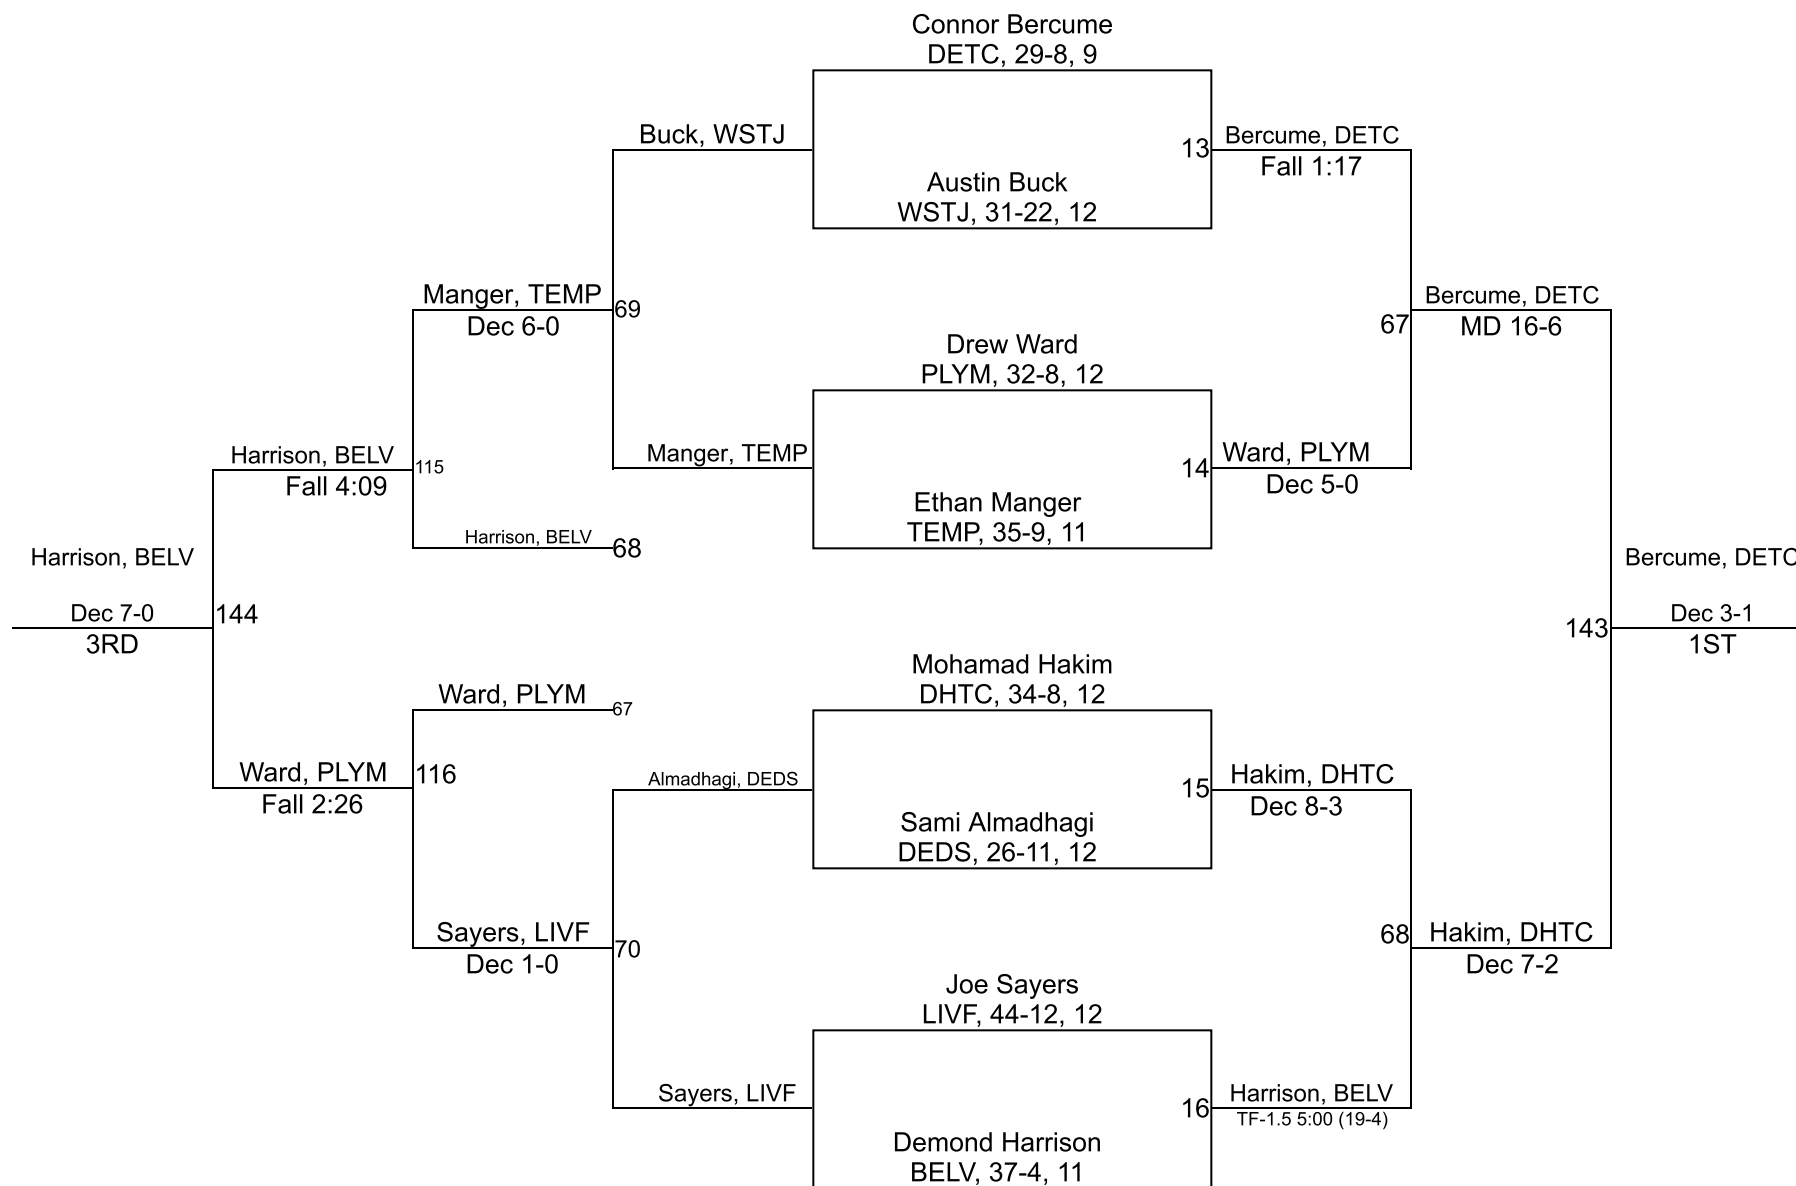 Connor Bercume
DETC, 29-8, 9
Buck, WSTJ
13
Bercume, DETC
Fall 1:17
Austin Buck
WSTJ, 31-22, 12
Manger, TEMP
69
Dec 6-0
Bercume, DETC
67
MD 16-6
Drew Ward
PLYM, 32-8, 12
Harrison, BELV
115
Fall 4:09
Manger, TEMP
14
Ward, PLYM
Dec 5-0
Ethan Manger
TEMP, 35-9, 11
Harrison, BELV
68
Harrison, BELV
Dec 7-0
144
3RD
Bercume, DETC
143
Dec 3-1
1ST
Mohamad Hakim
DHTC, 34-8, 12
Ward, PLYM
67
Ward, PLYM
116
Fall 2:26
Almadhagi, DEDS
15
Hakim, DHTC
Dec 8-3
Sami Almadhagi
DEDS, 26-11, 12
Sayers, LIVF
70
Dec 1-0
68
Hakim, DHTC
Dec 7-2
Joe Sayers
LIVF, 44-12, 12
Sayers, LIVF
16
Harrison, BELV
TF-1.5 5:00 (19-4)
Demond Harrison
BELV, 37-4, 11